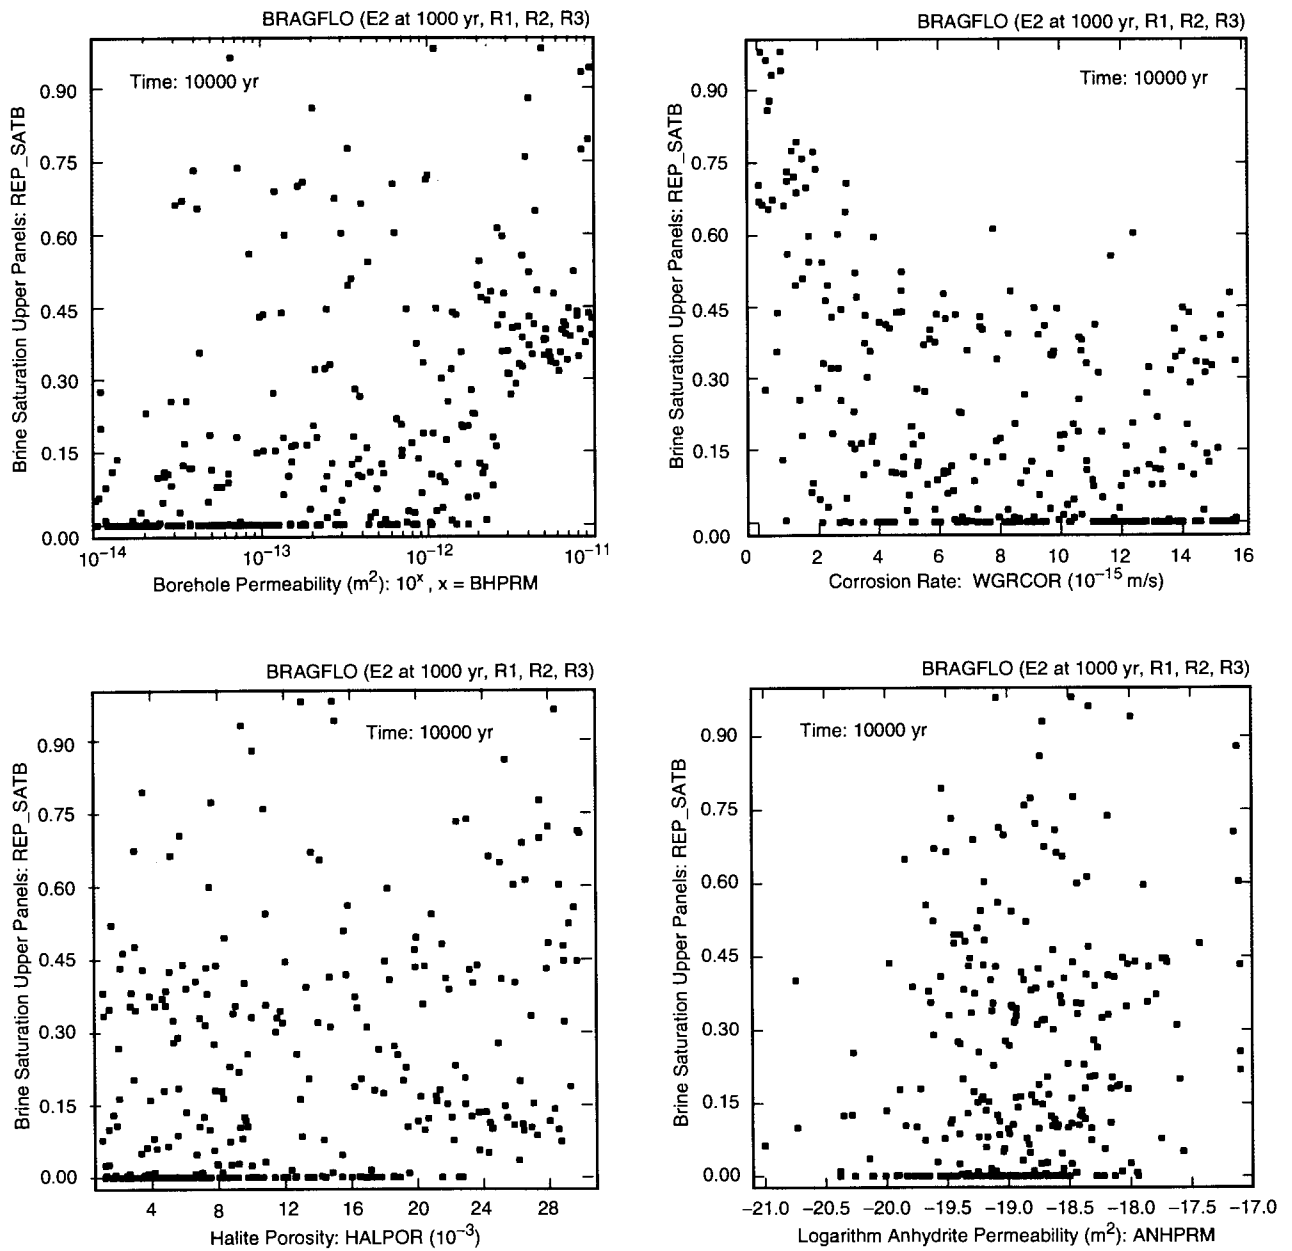 BRAGFLO (E2 at 1000 yr, R1, R2, R3)
Time: 10000 yr
Brine Saturation Upper Panels: REP_SATB
0.90
0.75
0.60
0.45
0.30
0.15
0.00
10⁻¹⁴ 10⁻¹³ 10⁻¹² 10⁻¹¹
Borehole Permeability (m²): 10ˣ, x = BHPRM
BRAGFLO (E2 at 1000 yr, R1, R2, R3)
Time: 10000 yr
Brine Saturation Upper Panels: REP_SATB
0.90
0.75
0.60
0.45
0.30
0.15
0.00
0 2 4 6 8 10 12 14 16
Corrosion Rate: WGRCOR (10⁻¹⁵ m/s)
BRAGFLO (E2 at 1000 yr, R1, R2, R3)
Time: 10000 yr
Brine Saturation Upper Panels: REP_SATB
0.90
0.75
0.60
0.45
0.30
0.15
0.00
4 8 12 16 20 24 28
Halite Porosity: HALPOR (10⁻³)
BRAGFLO (E2 at 1000 yr, R1, R2, R3)
Time: 10000 yr
Brine Saturation Upper Panels: REP_SATB
0.90
0.75
0.60
0.45
0.30
0.15
0.00
−21.0 −20.5 −20.0 −19.5 −19.0 −18.5 −18.0 −17.5 −17.0
Logarithm Anhydrite Permeability (m²): ANHPRM